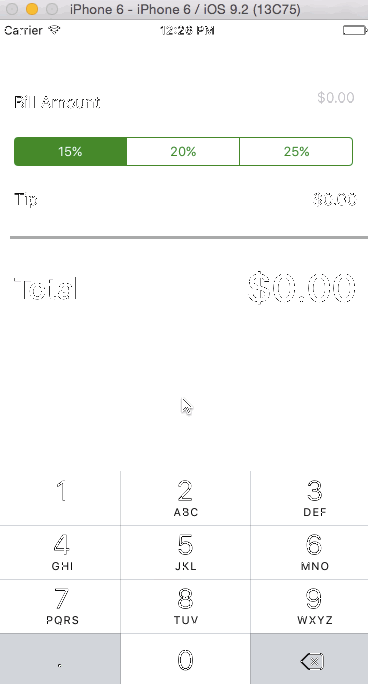 iPhone 6 - iPhone 6 / iOS 9.2 (13C75)
Carrier 12:28 PM
Bill Amount $0.00
15% 20% 25%
Tip $0.00
Total $0.00
1 2 3
ABC DEF
4 5 6
GHI JKL MNO
7 8 9
PQRS TUV WXYZ
. 0